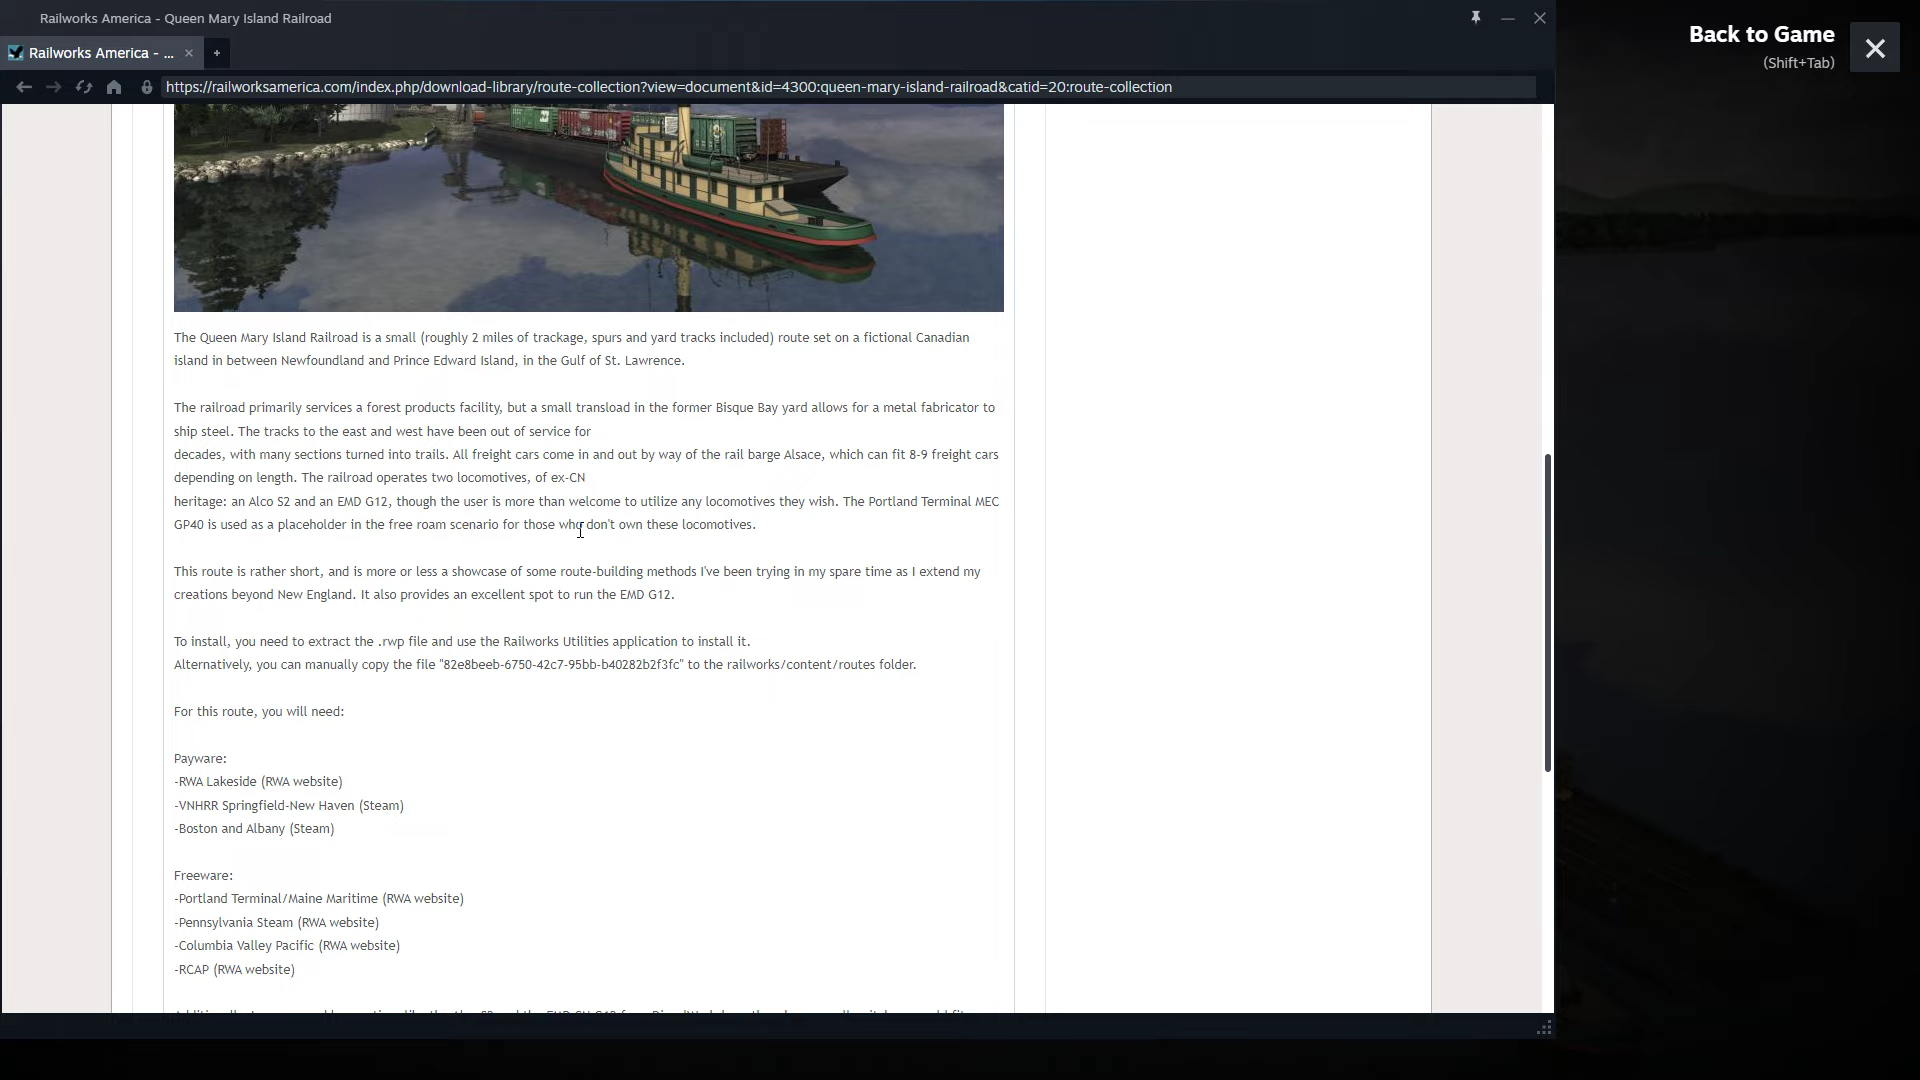 Railworks America - Queen Mary Island Railroad
Back to Game
(Shift+Tab)
Railworks America - ...
https://railworksamerica.com/index.php/download-library/route-collection?view=document&id=4300:queen-mary-island-railroad&catid=20:route-collection
The Queen Mary Island Railroad is a small (roughly 2 miles of trackage, spurs and yard tracks included) route set on a fictional Canadian
island in between Newfoundland and Prince Edward Island, in the Gulf of St. Lawrence.
The railroad primarily services a forest products facility, but a small transload in the former Bisque Bay yard allows for a metal fabricator to
ship steel. The tracks to the east and west have been out of service for
decades, with many sections turned into trails. All freight cars come in and out by way of the rail barge Alsace, which can fit 8-9 freight cars
depending on length. The railroad operates two locomotives, of ex-CN
heritage: an Alco S2 and an EMD G12, though the user is more than welcome to utilize any locomotives they wish. The Portland Terminal MEC
GP40 is used as a placeholder in the free roam scenario for those who don't own these locomotives.
This route is rather short, and is more or less a showcase of some route-building methods I've been trying in my spare time as I extend my
creations beyond New England. It also provides an excellent spot to run the EMD G12.
To install, you need to extract the .rwp file and use the Railworks Utilities application to install it.
Alternatively, you can manually copy the file "82e8beeb-6750-42c7-95bb-b40282b2f3fc" to the railworks/content/routes folder.
For this route, you will need:
Payware:
-RWA Lakeside (RWA website)
-VNHRR Springfield-New Haven (Steam)
-Boston and Albany (Steam)
Freeware:
-Portland Terminal/Maine Maritime (RWA website)
-Pennsylvania Steam (RWA website)
-Columbia Valley Pacific (RWA website)
-RCAP (RWA website)